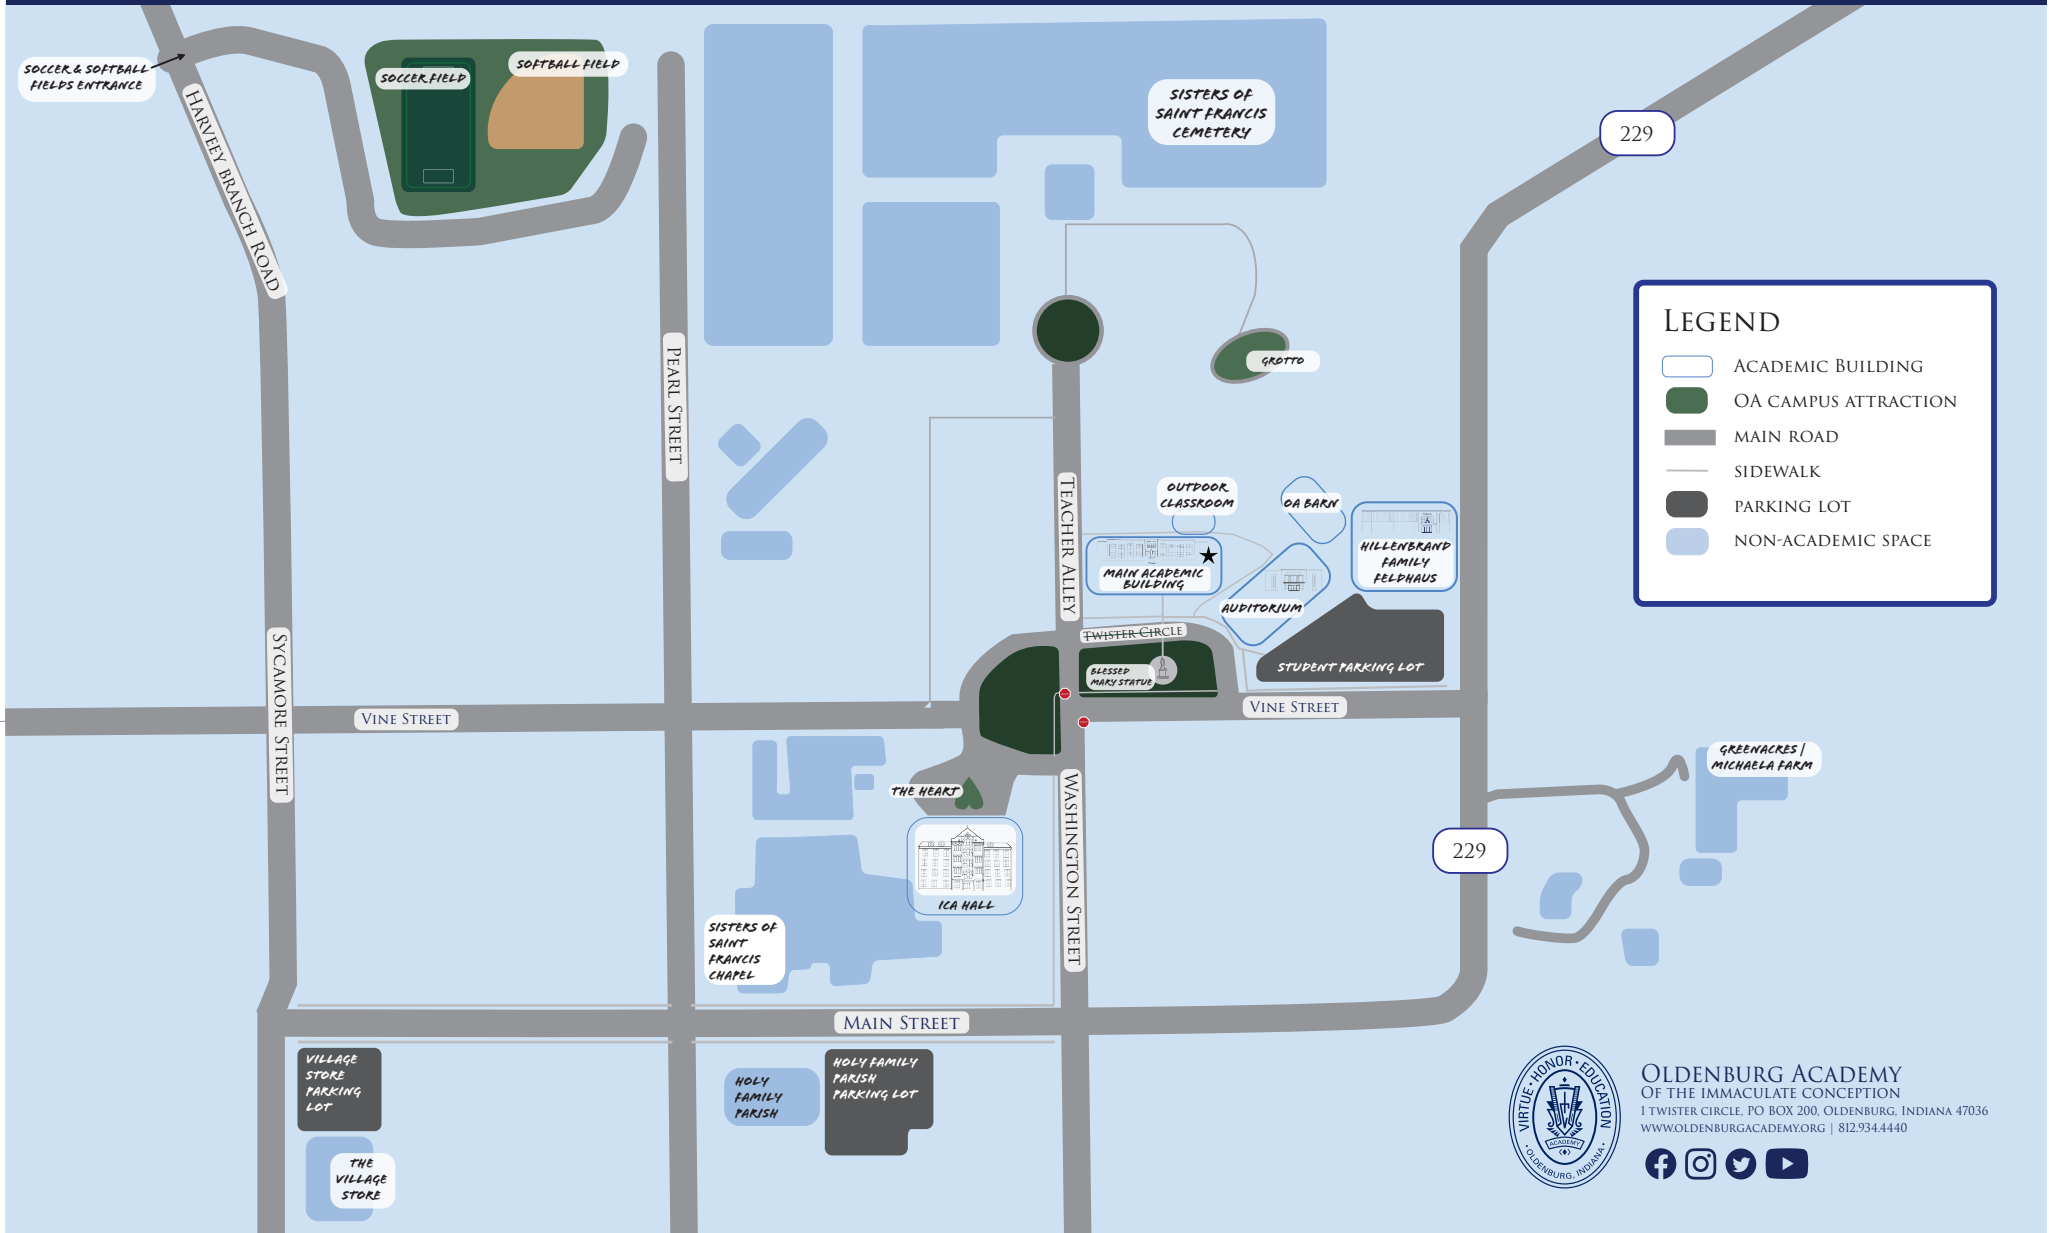 SOCCER & SOFTBALL
FIELDS ENTRANCE
SOCCER FIELD
SOFTBALL FIELD
SISTERS OF
SAINT FRANCIS
CEMETERY
229
HARVEEY BRANCH ROAD
LEGEND
ACADEMIC BUILDING
OA CAMPUS ATTRACTION
MAIN ROAD
SIDEWALK
PARKING LOT
NON-ACADEMIC SPACE
PEARL STREET
GROTTO
TEACHER ALLEY
OUTDOOR
CLASSROOM
OA BARN
HILLENBRAND
FAMILY
FELDHAUS
MAIN ACADEMIC
BUILDING
AUDITORIUM
TWISTER CIRCLE
BLESSED
MARY STATUE
STUDENT PARKING LOT
SYCAMORE STREET
VINE STREET
VINE STREET
GREENACRES /
MICHAELA FARM
THE HEART
WASHINGTON STREET
229
ICA HALL
SISTERS OF
SAINT
FRANCIS
CHAPEL
MAIN STREET
VILLAGE
STORE
PARKING
LOT
HOLY
FAMILY
PARISH
HOLY FAMILY
PARISH
PARKING LOT
THE
VILLAGE
STORE
VIRTUE • HONOR • EDUCATION
ACADEMY
• OLDENBURG, INDIANA •
OLDENBURG ACADEMY
OF THE IMMACULATE CONCEPTION
1 TWISTER CIRCLE, PO BOX 200, OLDENBURG, INDIANA 47036
WWW.OLDENBURGACADEMY.ORG | 812.934.4440